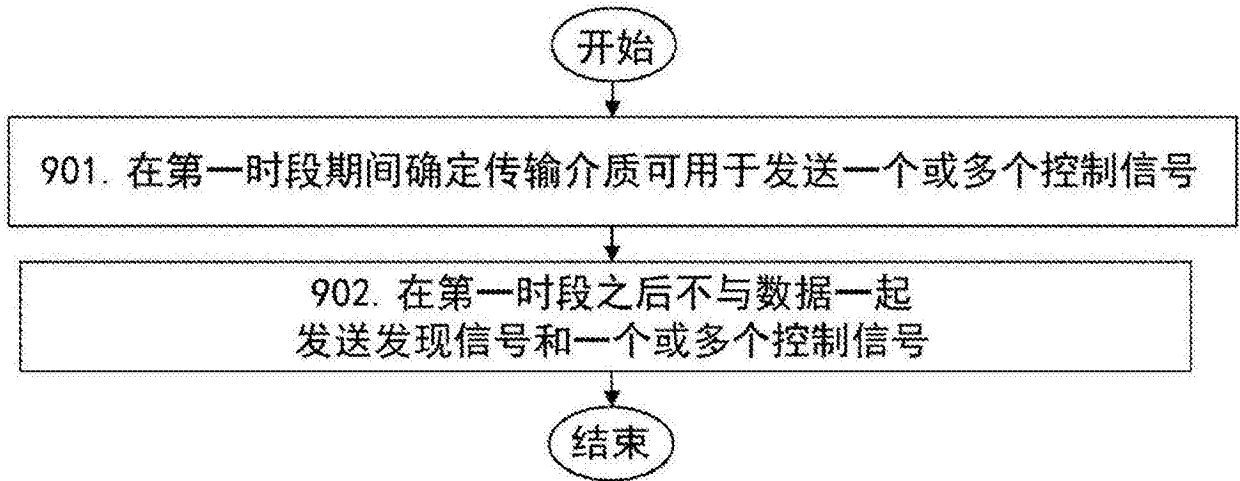 开始
901. 在第一时段期间确定传输介质可用于发送一个或多个控制信号
902. 在第一时段之后不与数据一起
发送发现信号和一个或多个控制信号
结束